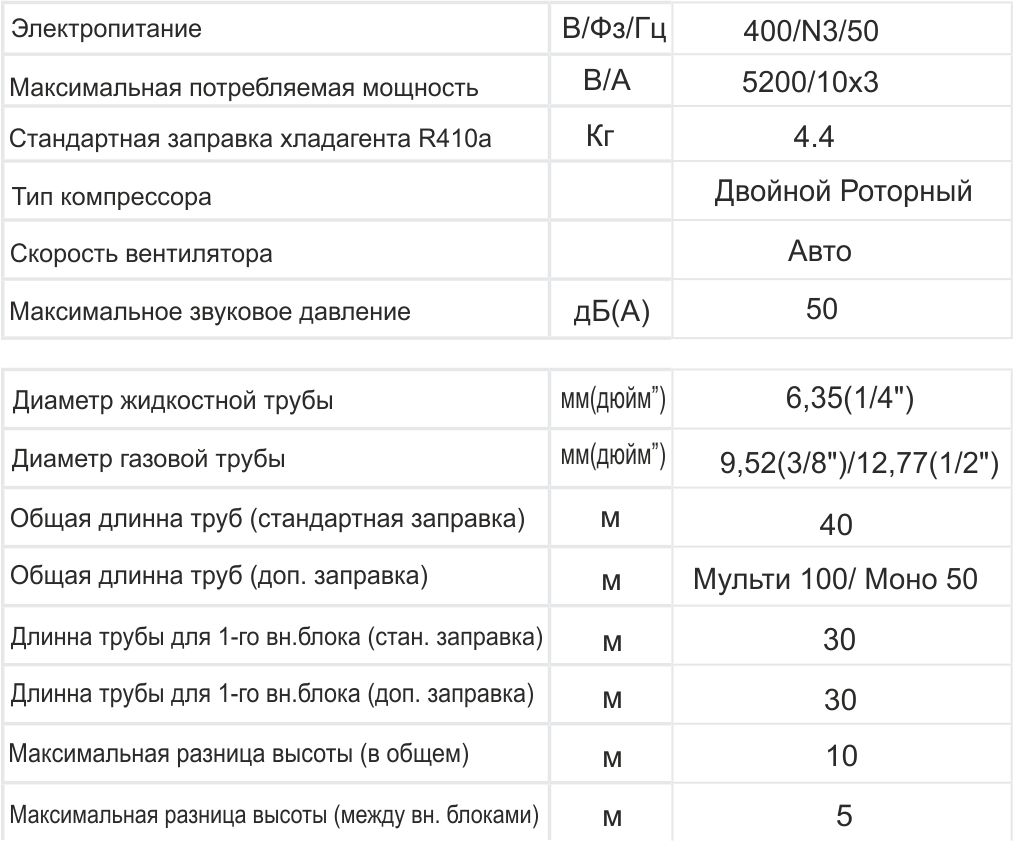 Электропитание В/Фз/Гц 400/N3/50
Максимальная потребляемая мощность В/А 5200/10x3
Стандартная заправка хладагента R410a Кг 4.4
Тип компрессора Двойной Роторный
Скорость вентилятора Авто
Максимальное звуковое давление дБ(А) 50
Диаметр жидкостной трубы мм(дюйм”) 6,35(1/4")
Диаметр газовой трубы мм(дюйм”) 9,52(3/8")/12,77(1/2")
Общая длинна труб (стандартная заправка) м 40
Общая длинна труб (доп. заправка) м Мульти 100/ Моно 50
Длинна трубы для 1-го вн.блока (стан. заправка) м 30
Длинна трубы для 1-го вн.блока (доп. заправка) м 30
Максимальная разница высоты (в общем) м 10
Максимальная разница высоты (между вн. блоками) м 5